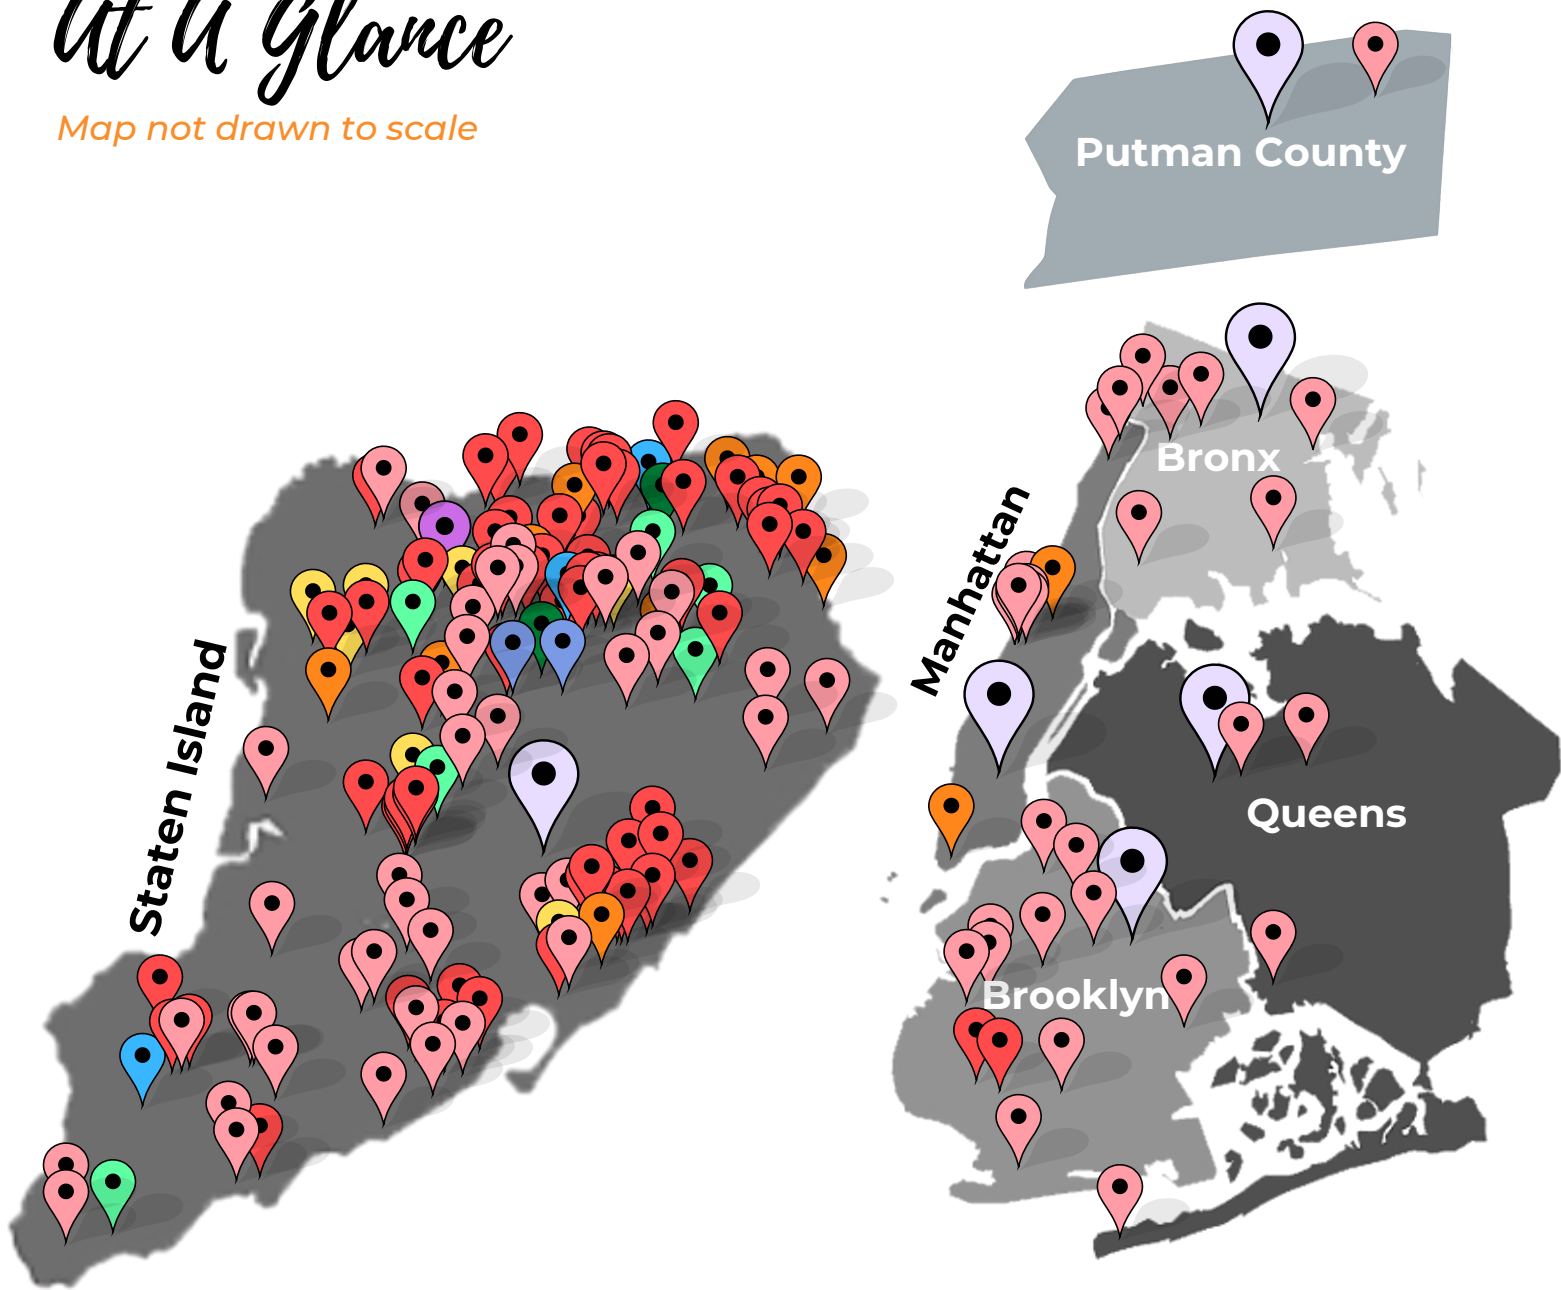 At A Glance
Map not drawn to scale
Putman County
Bronx
Manhattan
Staten Island
Queens
Brooklyn